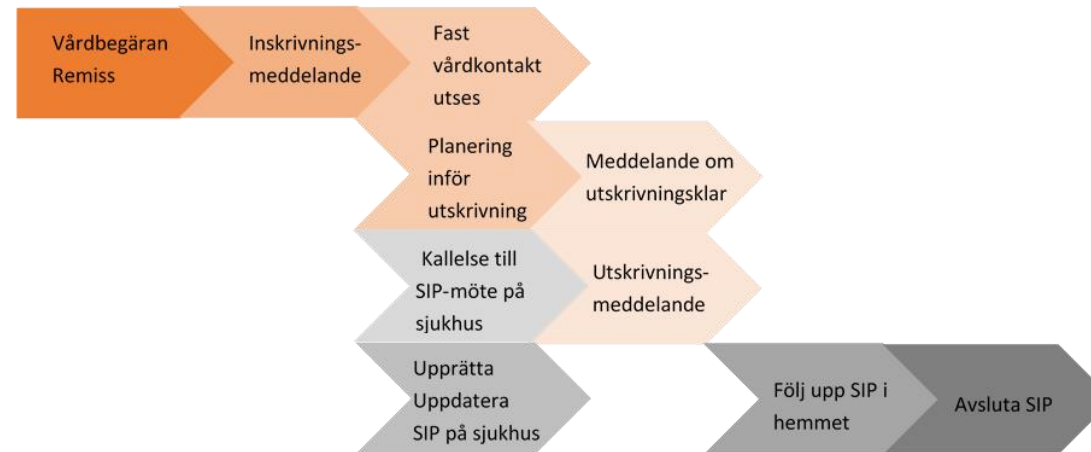 Vårdbegäran
Remiss
Inskrivnings-
meddelande
Fast
vårdkontakt
utses
Planering
inför
utskrivning
Meddelande om
utskrivningsklar
Kallelse till
SIP-möte på
sjukhus
Utskrivnings-
meddelande
Upprätta
Uppdatera
SIP på sjukhus
Följ upp SIP i
hemmet
Avsluta SIP